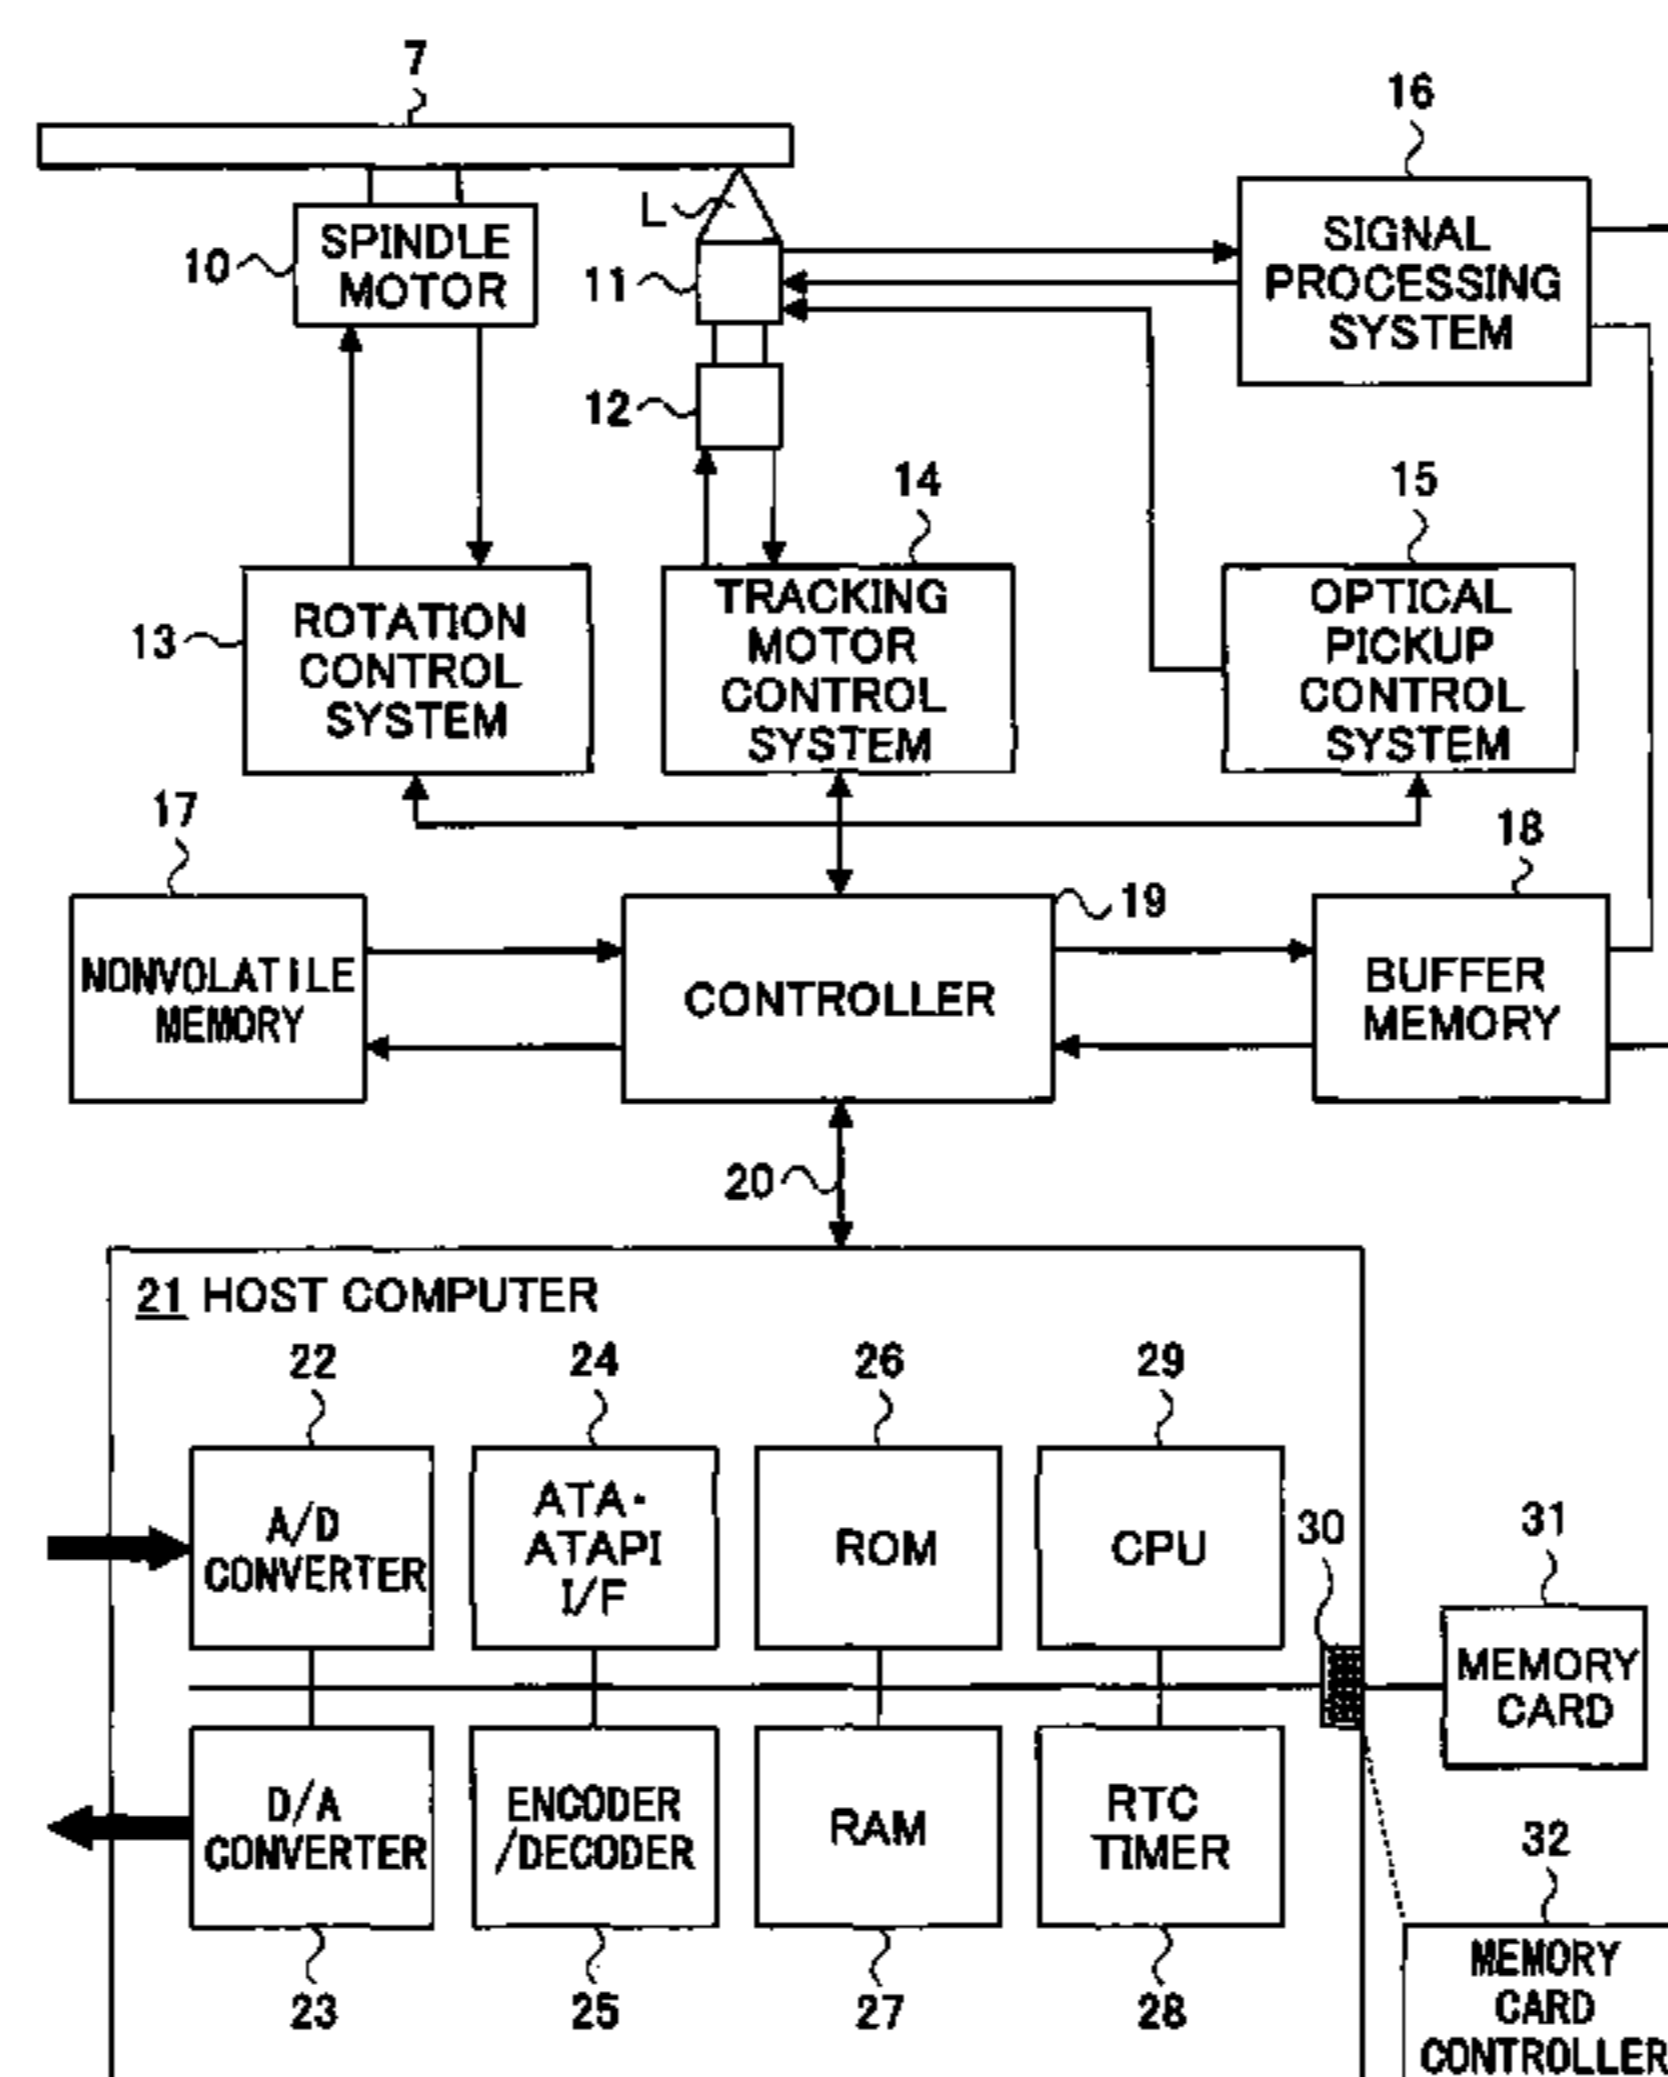 7
16
L
SPINDLE
MOTOR
10
11
SIGNAL
PROCESSING
SYSTEM
12
14
15
13
ROTATION
CONTROL
SYSTEM
TRACKING
MOTOR
CONTROL
SYSTEM
OPTICAL
PICKUP
CONTROL
SYSTEM
17
18
19
NONVOLATILE
MEMORY
CONTROLLER
BUFFER
MEMORY
20
21 HOST COMPUTER
22
24
26
29
A/D
CONVERTER
ATA·
ATAPI
I/F
ROM
CPU
30
31
MEMORY
CARD
D/A
CONVERTER
ENCODER
/DECODER
RAM
RTC
TIMER
32
23
25
27
28
MEMORY
CARD
CONTROLLER